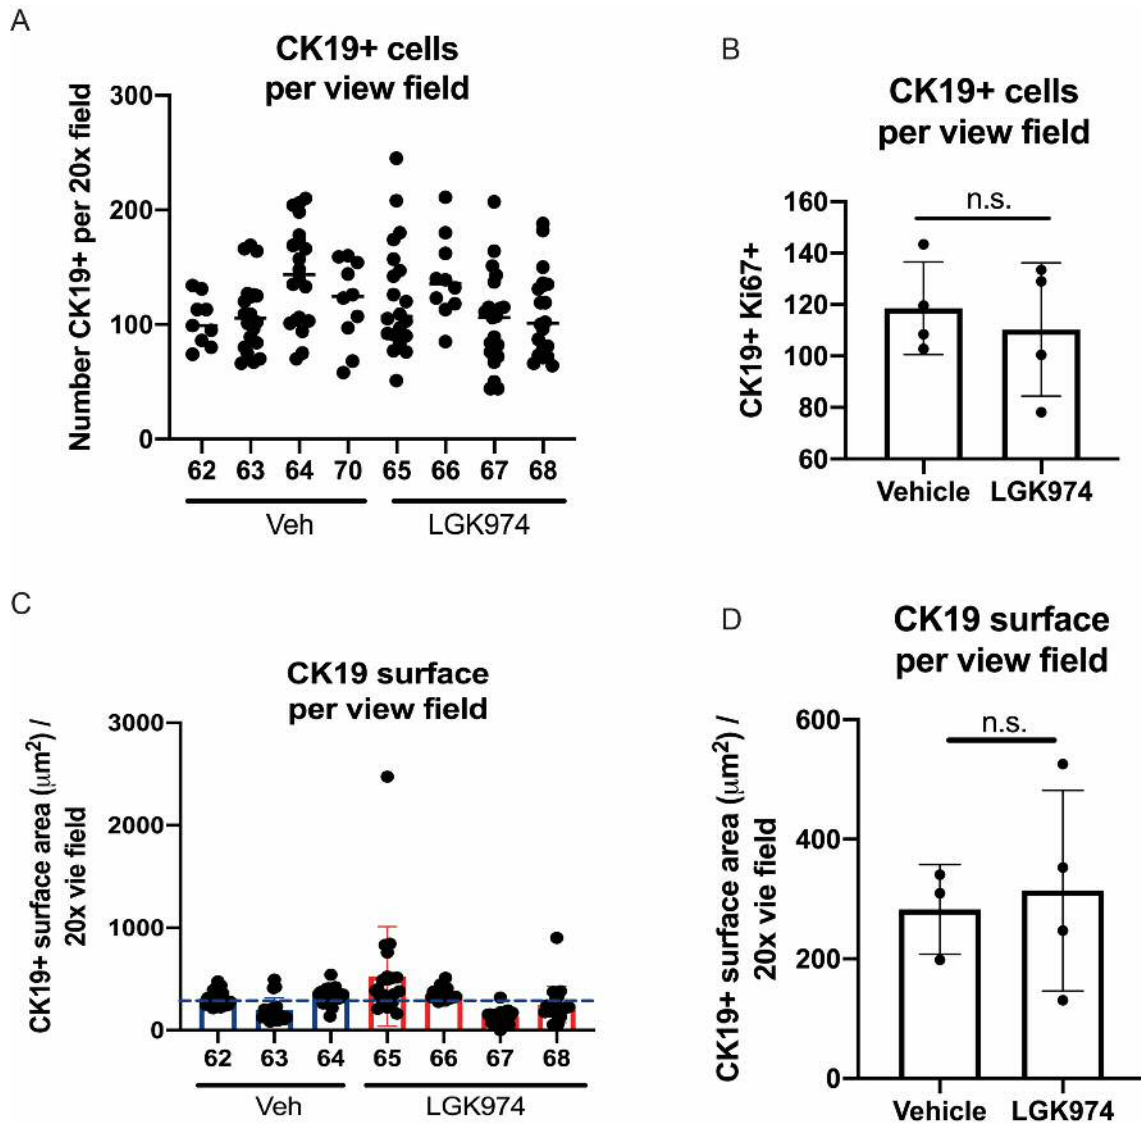 A
CK19+ cells
per view field
Number CK19+ per 20x field
300
200
100
0
62 63 64 70 65 66 67 68
Veh LGK974
B
CK19+ cells
per view field
CK19+ Ki67+
n.s.
160
140
120
100
80
60
Vehicle LGK974
C
CK19 surface
per view field
CK19+ surface area (μm²) /
20x vie field
3000
2000
1000
0
62 63 64 65 66 67 68
Veh LGK974
D
CK19 surface
per view field
CK19+ surface area (μm²) /
20x vie field
n.s.
600
400
200
0
Vehicle LGK974